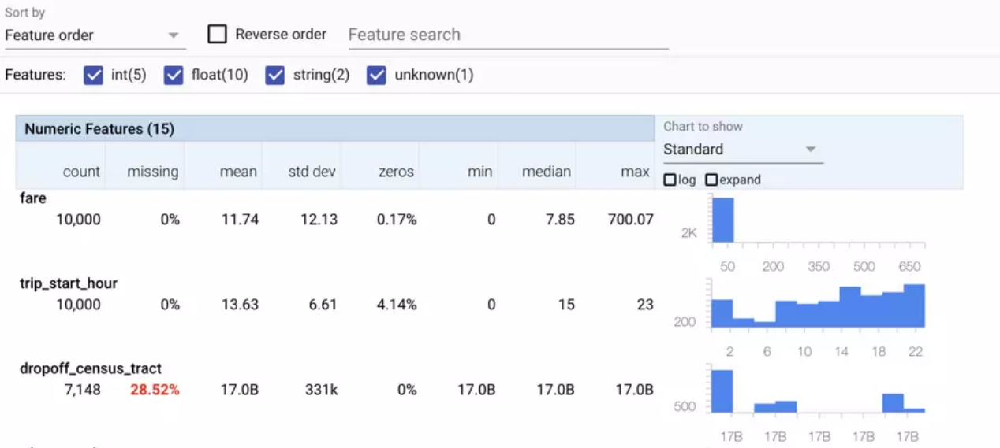 Sort by
Feature order
Reverse order
Feature search
Features: int(5) float(10) string(2) unknown(1)
Numeric Features (15)
Chart to show
Standard
count missing mean std dev zeros min median max
log expand
fare
10,000 0% 11.74 12.13 0.17% 0 7.85 700.07
2K
50 200 350 500 650
trip_start_hour
10,000 0% 13.63 6.61 4.14% 0 15 23
200
2 6 10 14 18 22
dropoff_census_tract
7,148 28.52% 17.0B 331k 0% 17.0B 17.0B 17.0B
500
17B 17B 17B 17B 17B